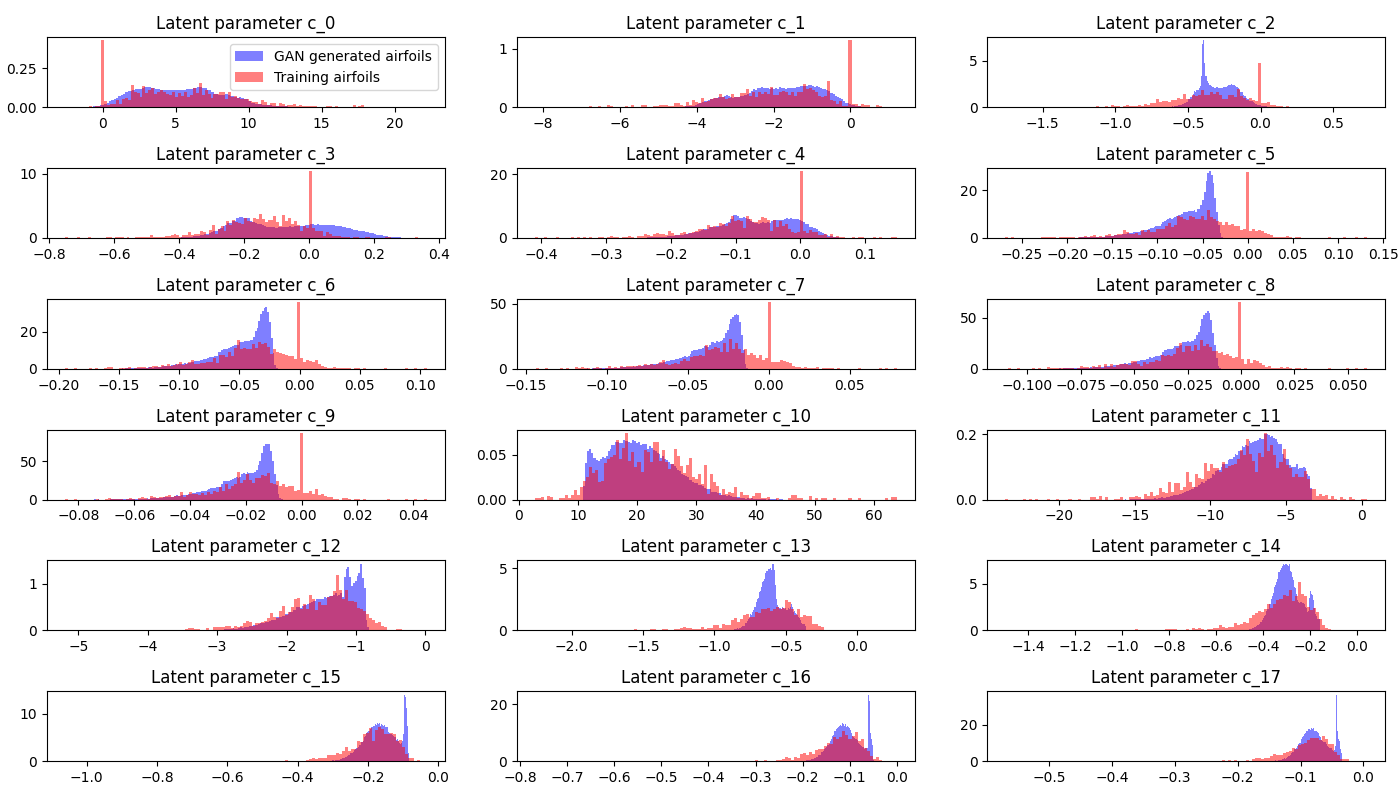 Latent parameter c_0
Latent parameter c_1
Latent parameter c_2
GAN generated airfoils
Training airfoils
0.25
0.00
0 5 10 15 20
1
0
−8 −6 −4 −2 0
5
0
−1.5 −1.0 −0.5 0.0 0.5
Latent parameter c_3
Latent parameter c_4
Latent parameter c_5
10
0
−0.8 −0.6 −0.4 −0.2 0.0 0.2 0.4
20
0
−0.4 −0.3 −0.2 −0.1 0.0 0.1
20
0
−0.25 −0.20 −0.15 −0.10 −0.05 0.00 0.05 0.10 0.15
Latent parameter c_6
Latent parameter c_7
Latent parameter c_8
20
0
−0.20 −0.15 −0.10 −0.05 0.00 0.05 0.10
50
0
−0.15 −0.10 −0.05 0.00 0.05
50
0
−0.100 −0.075 −0.050 −0.025 0.000 0.025 0.050
Latent parameter c_9
Latent parameter c_10
Latent parameter c_11
50
0
−0.08 −0.06 −0.04 −0.02 0.00 0.02 0.04
0.05
0.00
0 10 20 30 40 50 60
0.2
0.0
−20 −15 −10 −5 0
Latent parameter c_12
Latent parameter c_13
Latent parameter c_14
1
0
−5 −4 −3 −2 −1 0
5
0
−2.0 −1.5 −1.0 −0.5 0.0
5
0
−1.4 −1.2 −1.0 −0.8 −0.6 −0.4 −0.2 0.0
Latent parameter c_15
Latent parameter c_16
Latent parameter c_17
10
0
−1.0 −0.8 −0.6 −0.4 −0.2 0.0
20
0
−0.8 −0.7 −0.6 −0.5 −0.4 −0.3 −0.2 −0.1 0.0
20
0
−0.5 −0.4 −0.3 −0.2 −0.1 0.0